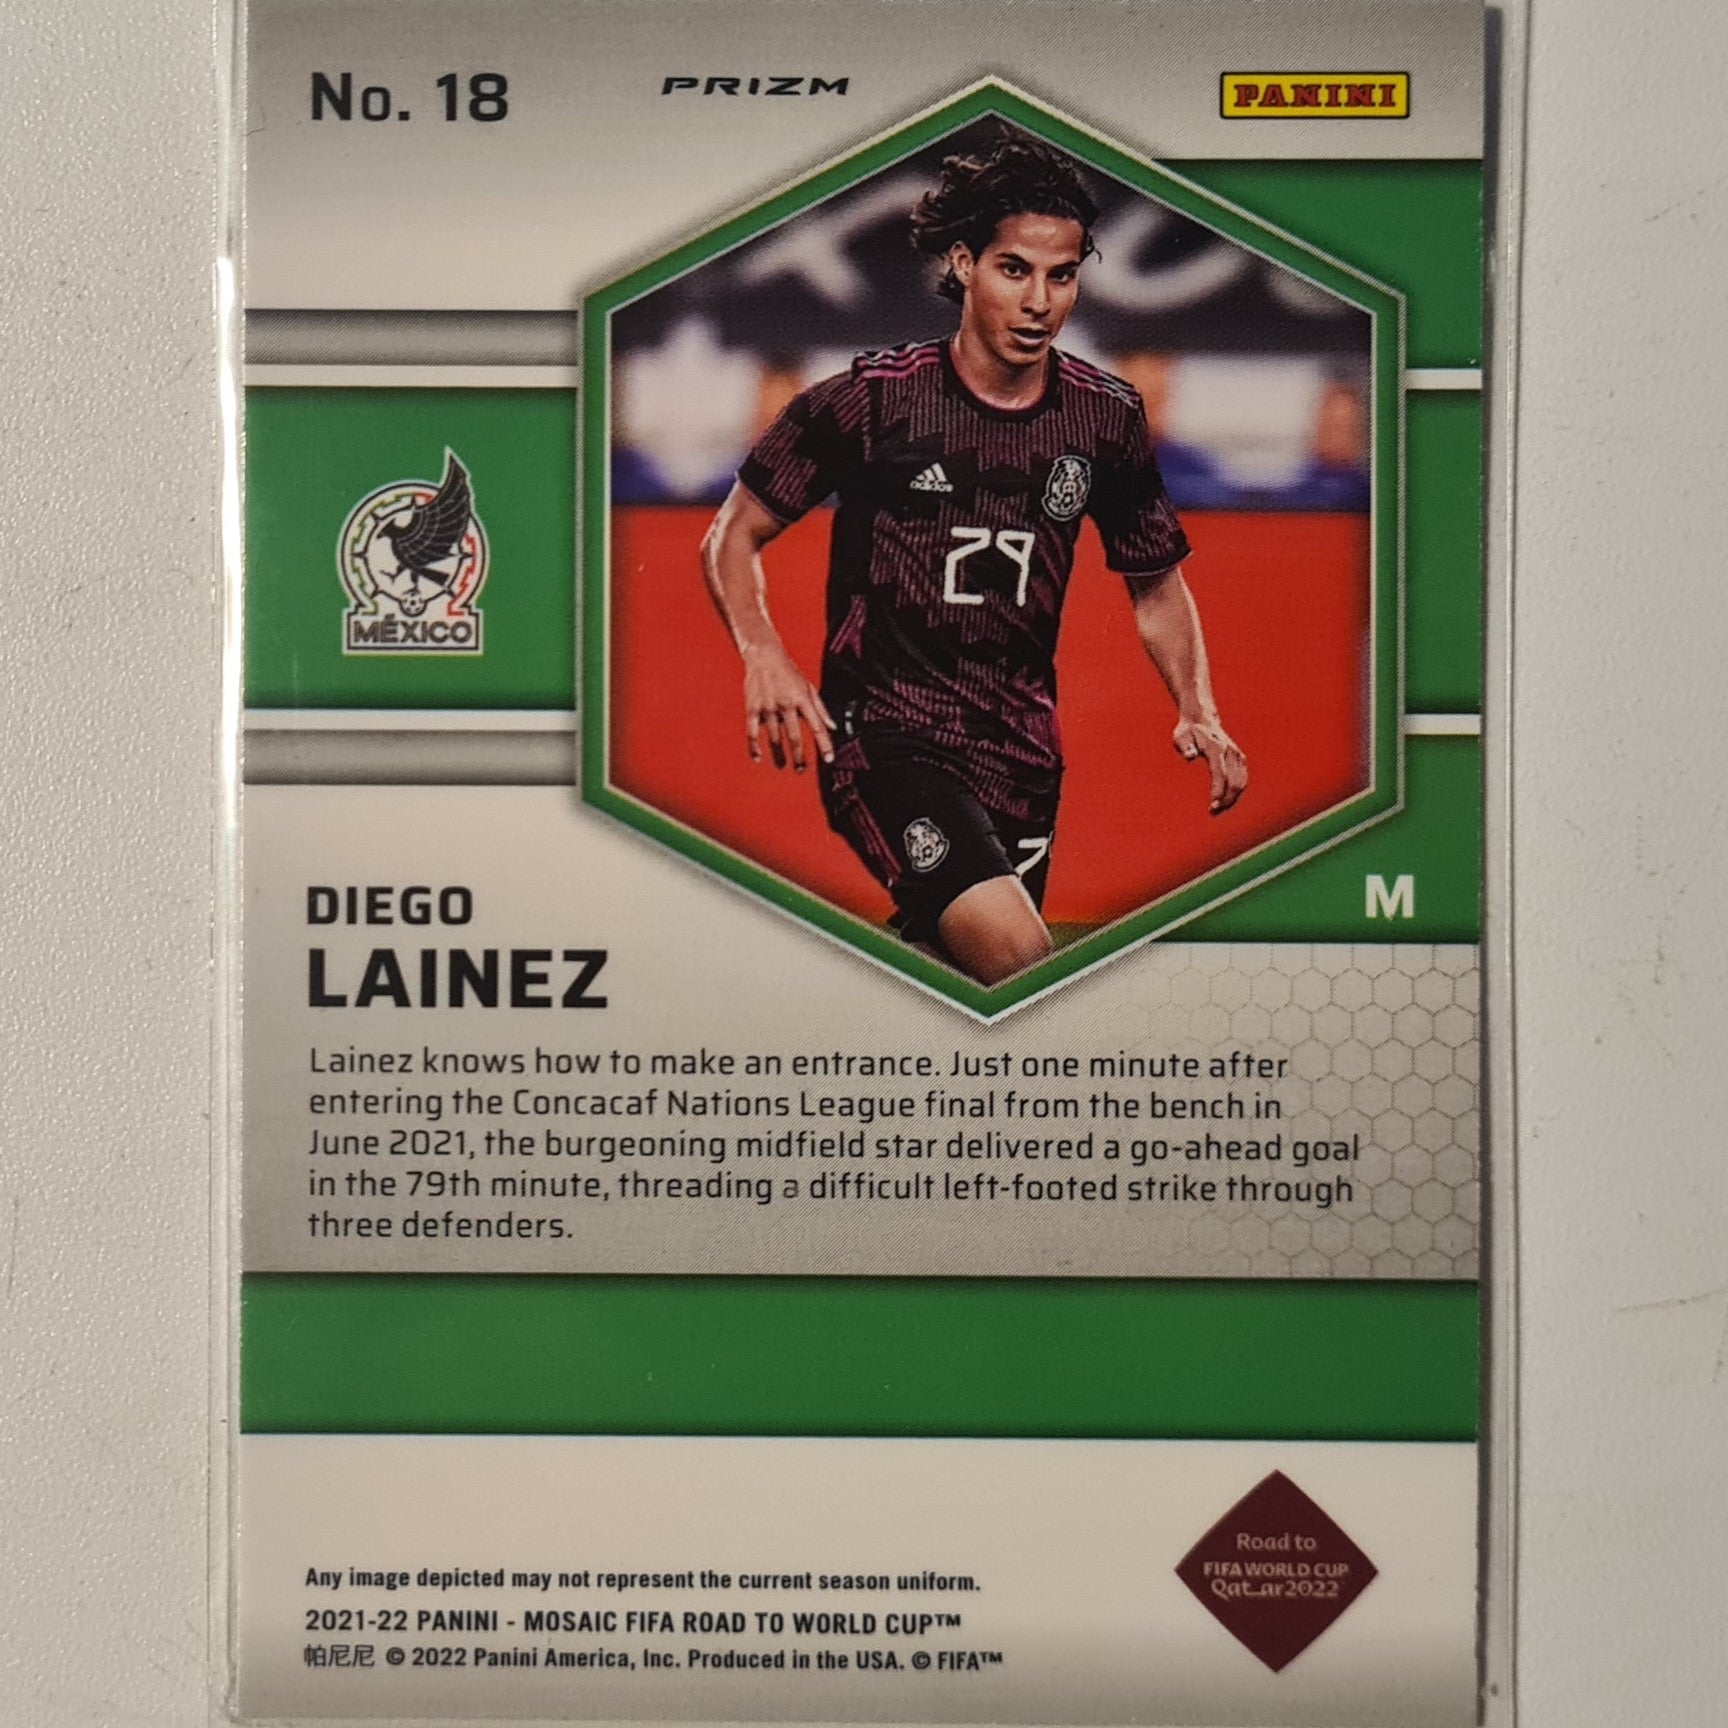 No. 18
PRIZM
PANINI
adidas
29
7
MÉXICO
M
DIEGO
LAINEZ
Lainez knows how to make an entrance. Just one minute after
entering the Concacaf Nations League final from the bench in
June 2021, the burgeoning midfield star delivered a go-ahead goal
in the 79th minute, threading a difficult left-footed strike through
three defenders.
Road to
FIFA WORLD CUP
Qatar2022
Any image depicted may not represent the current season uniform.
2021-22 PANINI - MOSAIC FIFA ROAD TO WORLD CUP™
帕尼尼 © 2022 Panini America, Inc. Produced in the USA. © FIFA™